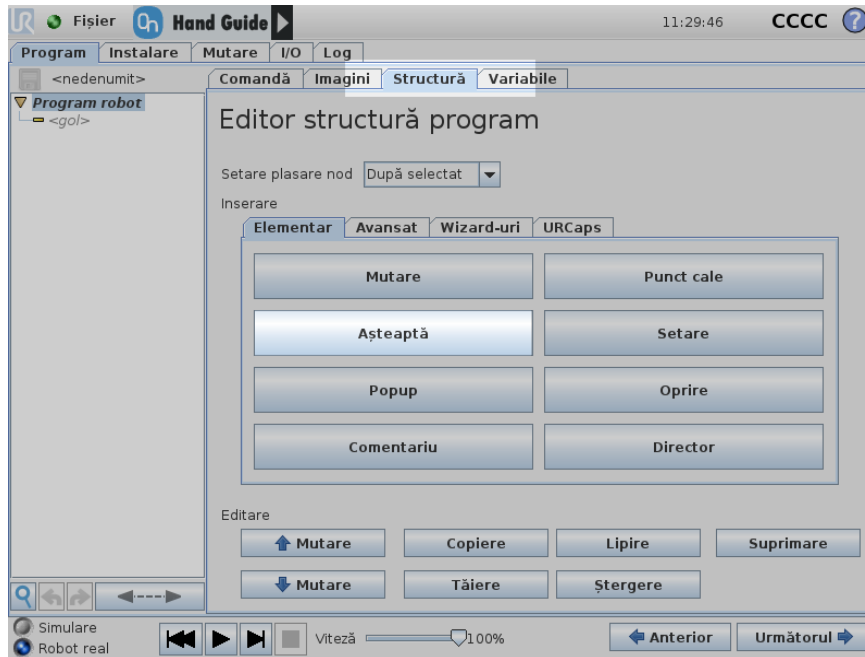 UR Fișier On Hand Guide 11:29:46 CCCC ?
Program Instalare Mutare I/O Log
<nedenumit>
Comandă Imagini Structură Variabile
Program robot
<gol>
Editor structură program
Setare plasare nod După selectat
Inserare
Elementar Avansat Wizard-uri URCaps
Mutare Punct cale
Așteaptă Setare
Popup Oprire
Comentariu Director
Editare
Mutare Copiere Lipire Suprimare
Mutare Tăiere Ștergere
Simulare
Robot real
Viteză 100%
Anterior Următorul